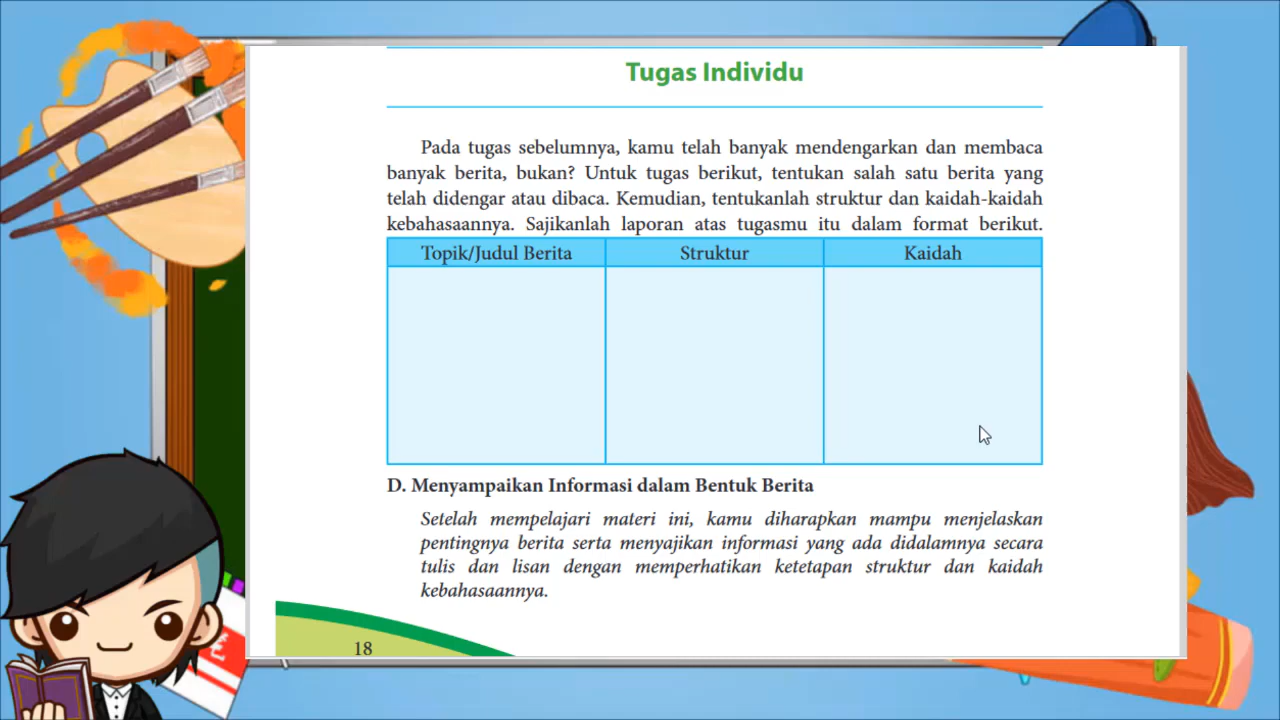 Tugas Individu
Pada tugas sebelumnya, kamu telah banyak mendengarkan dan membaca
banyak berita, bukan? Untuk tugas berikut, tentukan salah satu berita yang
telah didengar atau dibaca. Kemudian, tentukanlah struktur dan kaidah-kaidah
kebahasaannya. Sajikanlah laporan atas tugasmu itu dalam format berikut.
Topik/Judul Berita Struktur Kaidah
D. Menyampaikan Informasi dalam Bentuk Berita
Setelah mempelajari materi ini, kamu diharapkan mampu menjelaskan
pentingnya berita serta menyajikan informasi yang ada didalamnya secara
tulis dan lisan dengan memperhatikan ketetapan struktur dan kaidah
kebahasaannya.
18